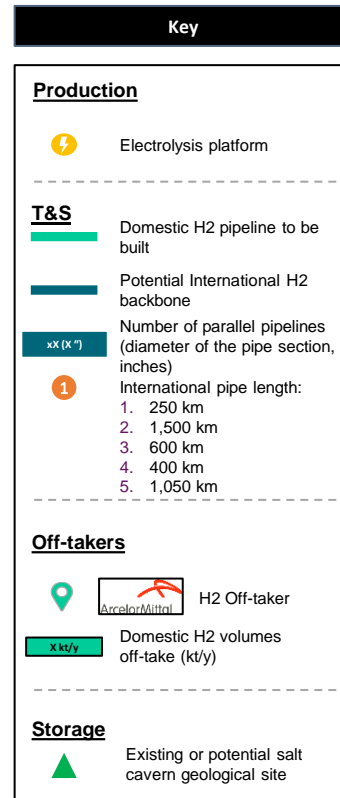 Key
Production
Electrolysis platform
T&S
Domestic H2 pipeline to be
built
Potential International H2
backbone
xX (X ")
Number of parallel pipelines
(diameter of the pipe section,
inches)
1
International pipe length:
1. 250 km
2. 1,500 km
3. 600 km
4. 400 km
5. 1,050 km
Off-takers
ArcelorMittal
H2 Off-taker
X kt/y
Domestic H2 volumes
off-take (kt/y)
Storage
Existing or potential salt
cavern geological site